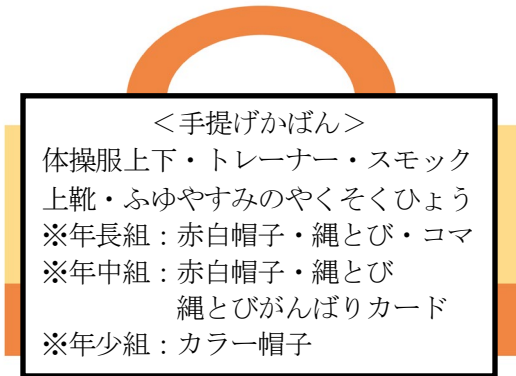 ＜手提げかばん＞
体操服上下・トレーナー・スモック
上靴・ふゆやすみのやくそくひょう
※年長組：赤白帽子・縄とび・コマ
※年中組：赤白帽子・縄とび
縄とびがんばりカード
※年少組：カラー帽子